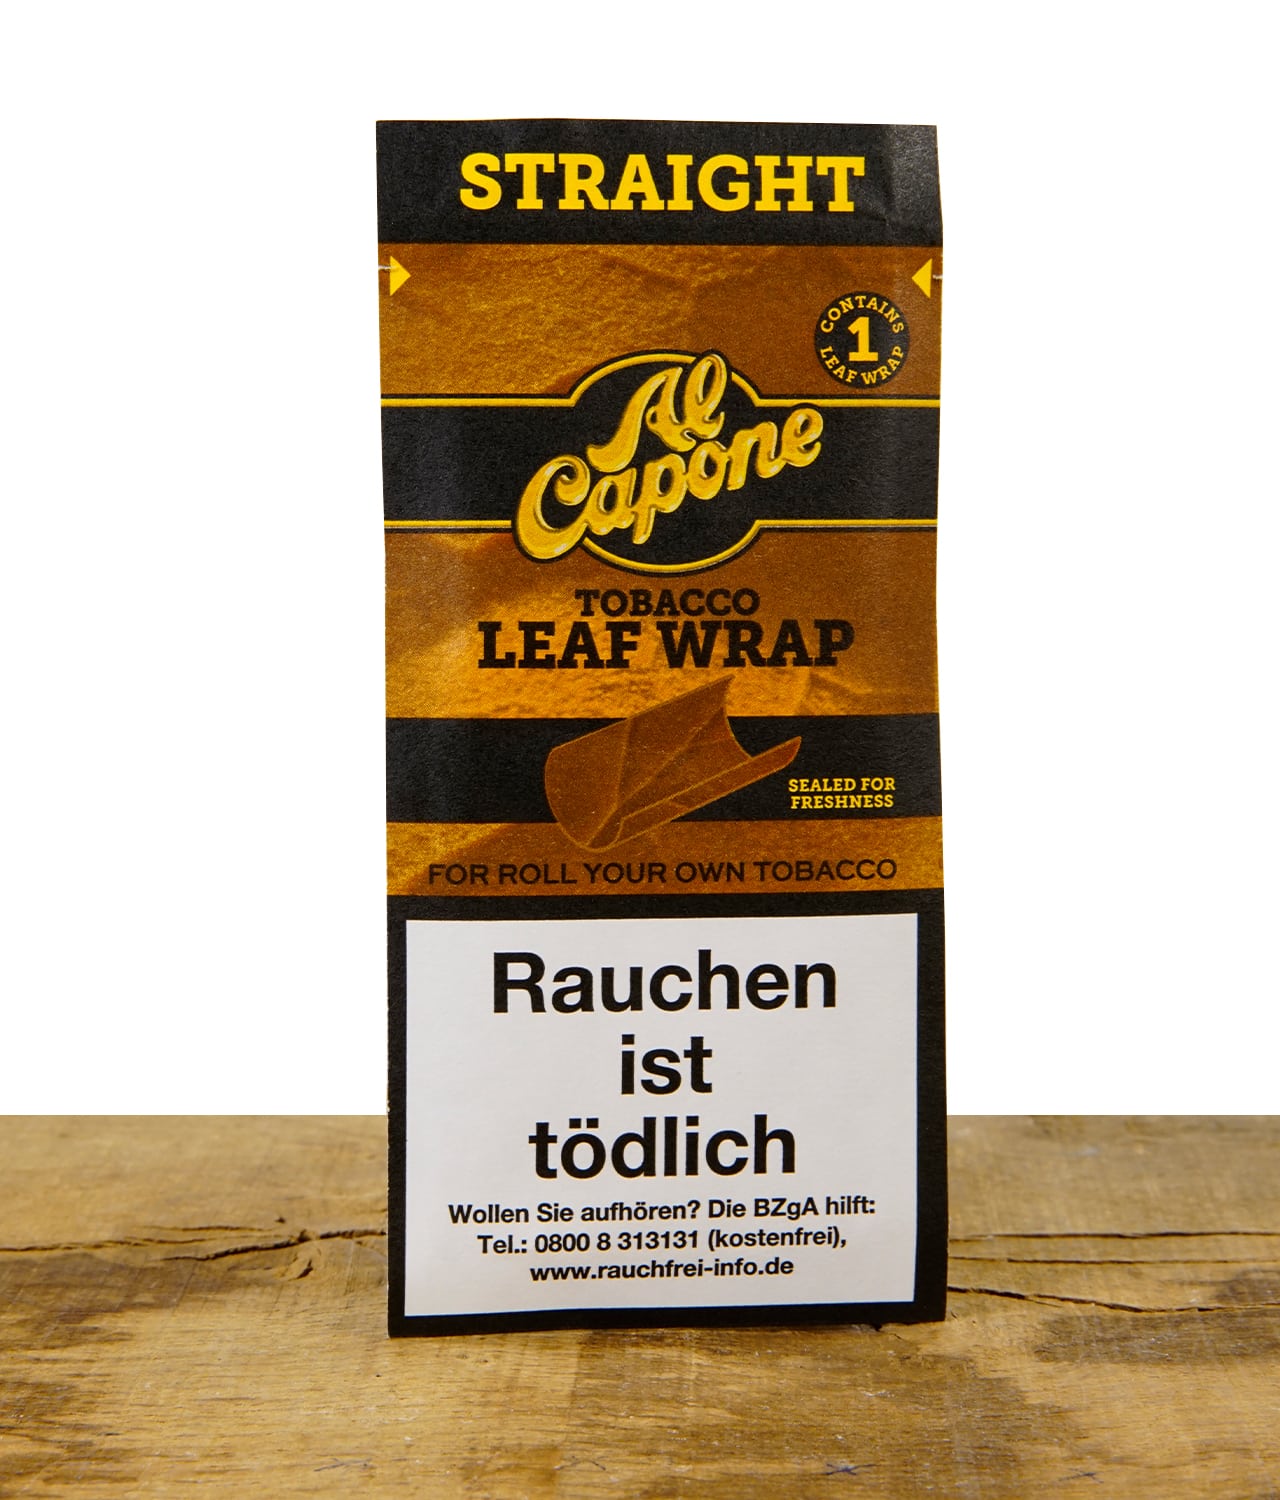 STRAIGHT
CONTAINS
1
LEAF WRAP
Al
Capone
TOBACCO
LEAF WRAP
SEALED FOR
FRESHNESS
FOR ROLL YOUR OWN TOBACCO
Rauchen
ist
tödlich
Wollen Sie aufhören? Die BZgA hilft:
Tel.: 0800 8 313131 (kostenfrei),
www.rauchfrei-info.de